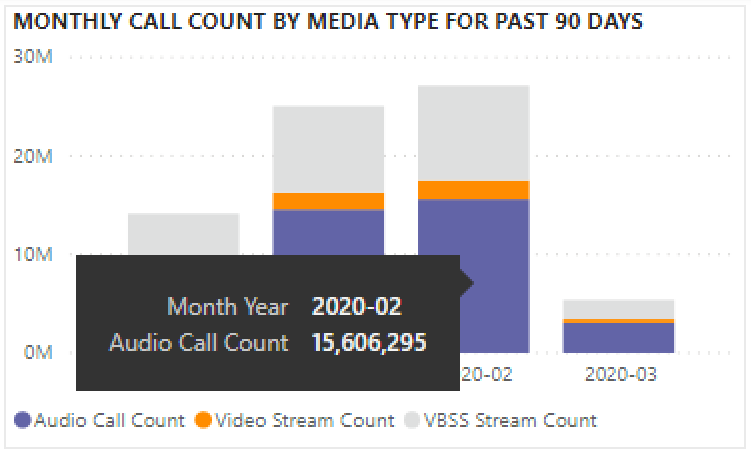 MONTHLY CALL COUNT BY MEDIA TYPE FOR PAST 90 DAYS
30M
20M
10M
0M
Month Year 2020-02
Audio Call Count 15,606,295
20-02 2020-03
Audio Call Count Video Stream Count VBSS Stream Count